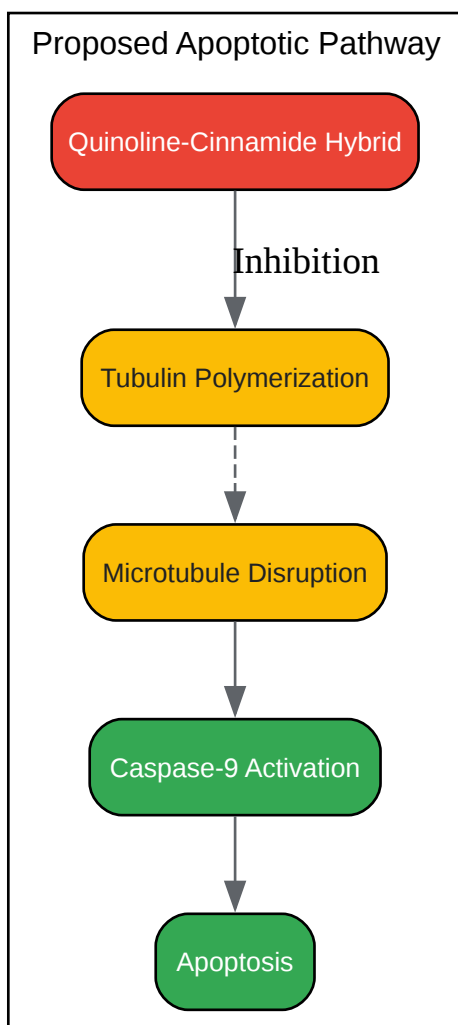 Proposed Apoptotic Pathway
Quinoline-Cinnamide Hybrid
Inhibition
Tubulin Polymerization
Microtubule Disruption
Caspase-9 Activation
Apoptosis